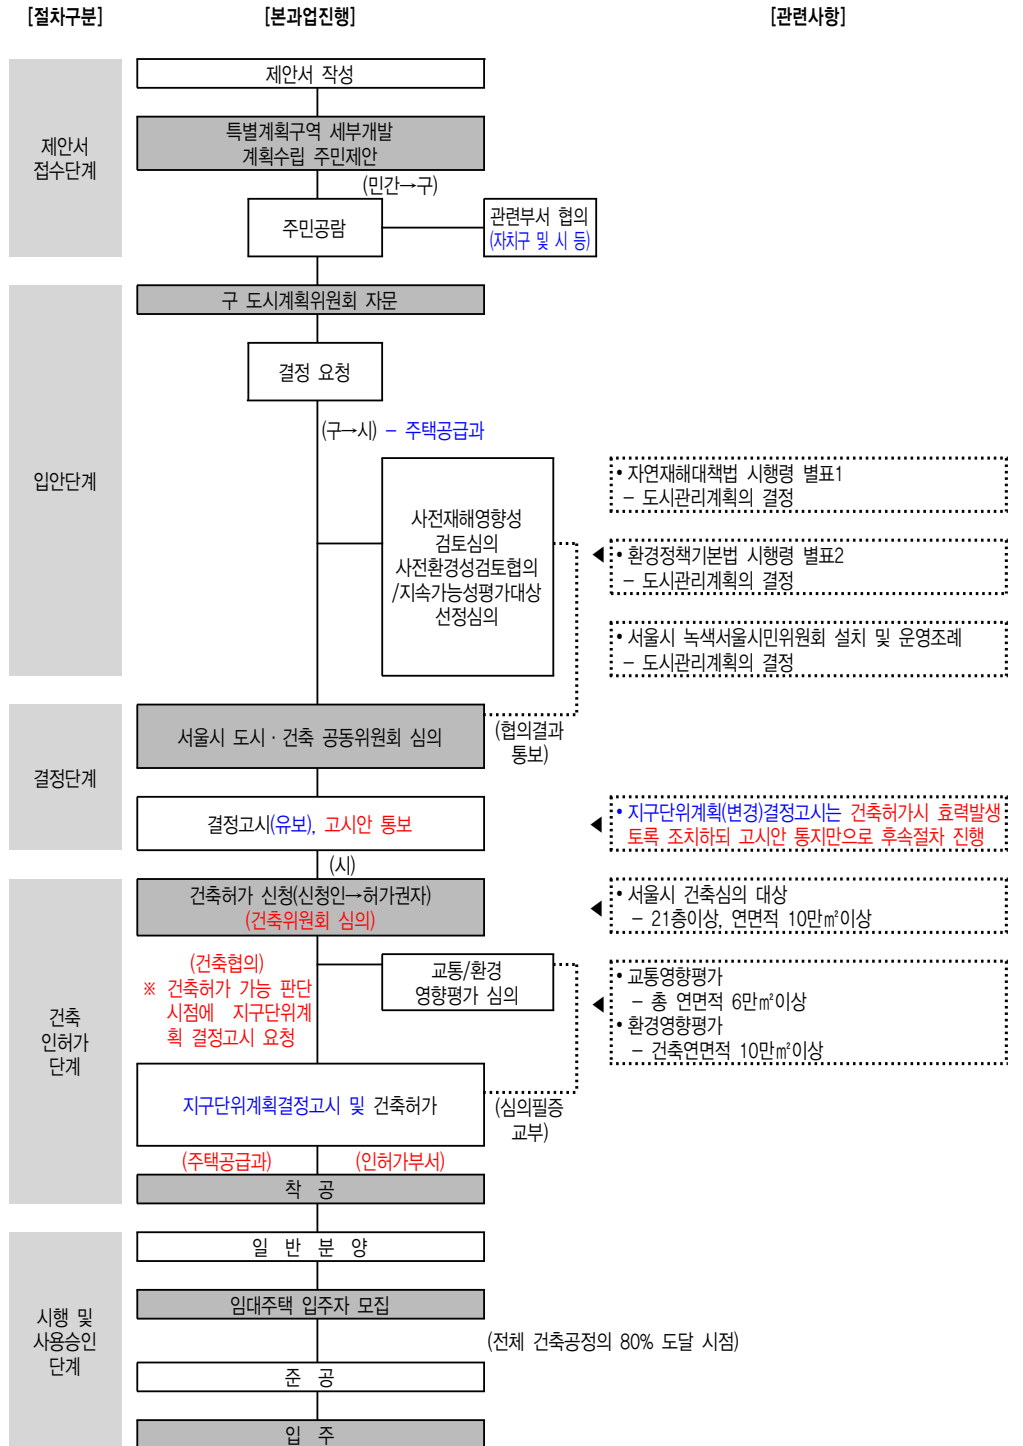 [절차구분]
[본과업진행]
[관련사항]
제안서
접수단계
제안서 작성
특별계획구역 세부개발
계획수립 주민제안
(민간→구)
주민공람
관련부서 협의
(자치구 및 시 등)
입안단계
구 도시계획위원회 자문
결정 요청
(구→시) – 주택공급과
사전재해영향성
검토심의
사전환경성검토협의
/지속가능성평가대상
선정심의
• 자연재해대책법 시행령 별표1
– 도시관리계획의 결정
◀
• 환경정책기본법 시행령 별표2
– 도시관리계획의 결정
• 서울시 녹색서울시민위원회 설치 및 운영조례
– 도시관리계획의 결정
결정단계
서울시 도시 · 건축 공동위원회 심의
(협의결과
통보)
결정고시(유보), 고시안 통보
◀
• 지구단위계획(변경)결정고시는 건축허가시 효력발생
토록 조치하되 고시안 통지만으로 후속절차 진행
(시)
건축
인허가
단계
건축허가 신청(신청인→허가권자)
(건축위원회 심의)
◀
• 서울시 건축심의 대상
– 21층이상, 연면적 10만㎡이상
(건축협의)
※ 건축허가 가능 판단
시점에 지구단위계
획 결정고시 요청
교통/환경
영향평가 심의
◀
• 교통영향평가
– 총 연면적 6만㎡이상
• 환경영향평가
– 건축연면적 10만㎡이상
지구단위계획결정고시 및 건축허가
(심의필증
교부)
(주택공급과)
(인허가부서)
착 공
시행 및
사용승인
단계
일 반 분 양
임대주택 입주자 모집
(전체 건축공정의 80% 도달 시점)
준 공
입 주